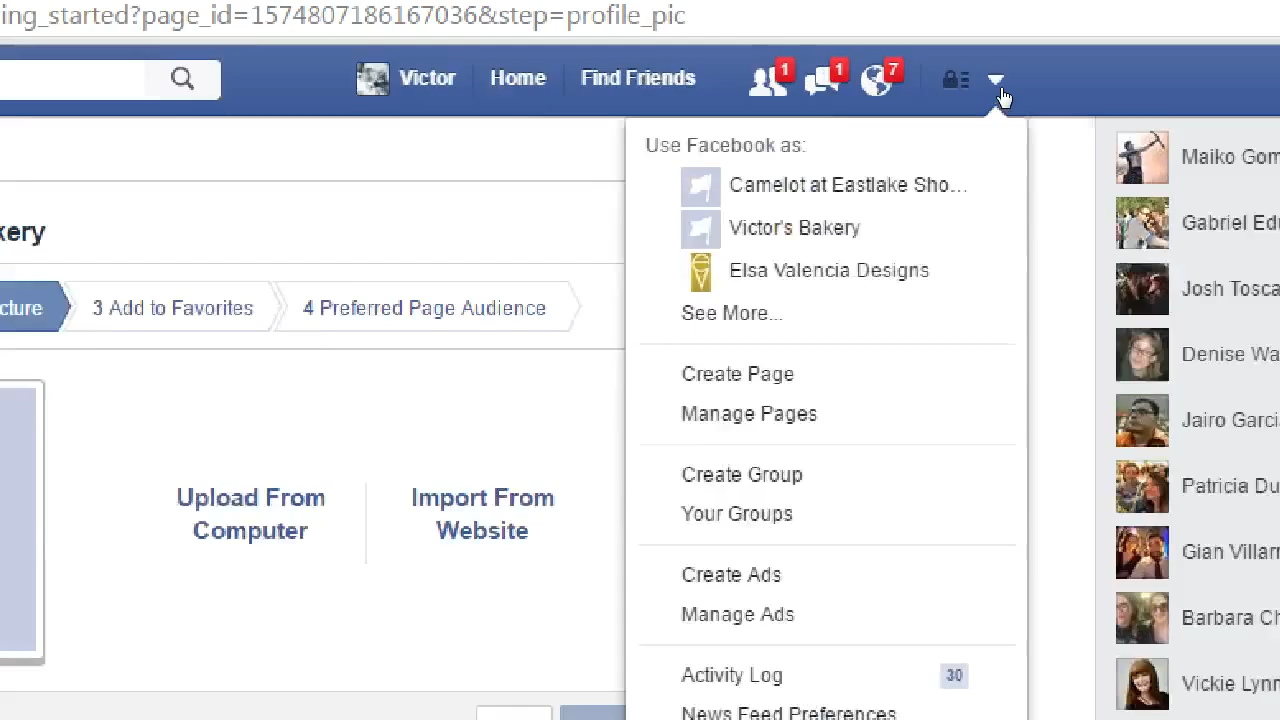 ing_started?page_id=1574807186167036&step=profile_pic
Victor Home Find Friends 1 1 7
Use Facebook as:
Camelot at Eastlake Sho...
Victor's Bakery
Elsa Valencia Designs
See More...
Create Page
Manage Pages
Create Group
Your Groups
Create Ads
Manage Ads
Activity Log 30
News Feed Preferences
kery
cture 3 Add to Favorites 4 Preferred Page Audience
Upload From
Computer
Import From
Website
Maiko Gom
Gabriel Edu
Josh Tosca
Denise Wa
Jairo Garci
Patricia Du
Gian Villarr
Barbara Ch
Vickie Lynn